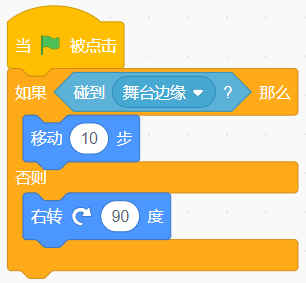 当 被点击
如果 碰到 舞台边缘 ? 那么
移动 10 步
否则
右转 90 度